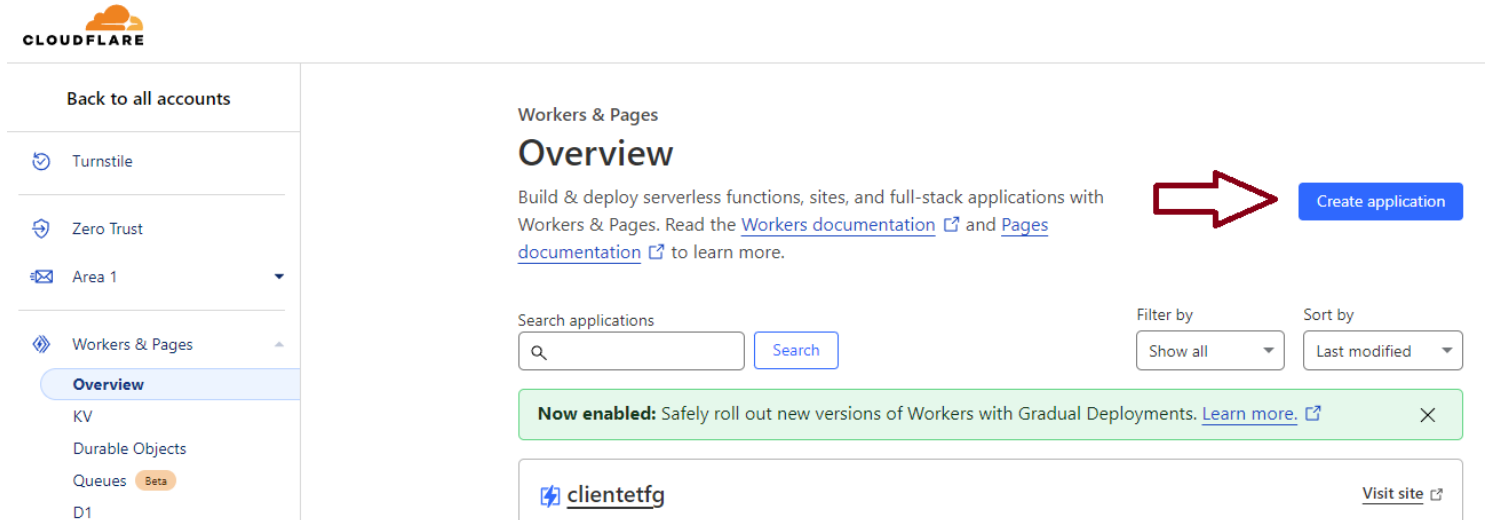 CLOUDFLARE
Back to all accounts
Turnstile
Zero Trust
Area 1
Workers & Pages
Overview
KV
Durable Objects
Queues Beta
D1
Workers & Pages
Overview
Build & deploy serverless functions, sites, and full-stack applications with
Workers & Pages. Read the Workers documentation and Pages
documentation to learn more.
Create application
Search applications
Search
Filter by
Show all
Sort by
Last modified
Now enabled: Safely roll out new versions of Workers with Gradual Deployments. Learn more.
clientetfg
Visit site